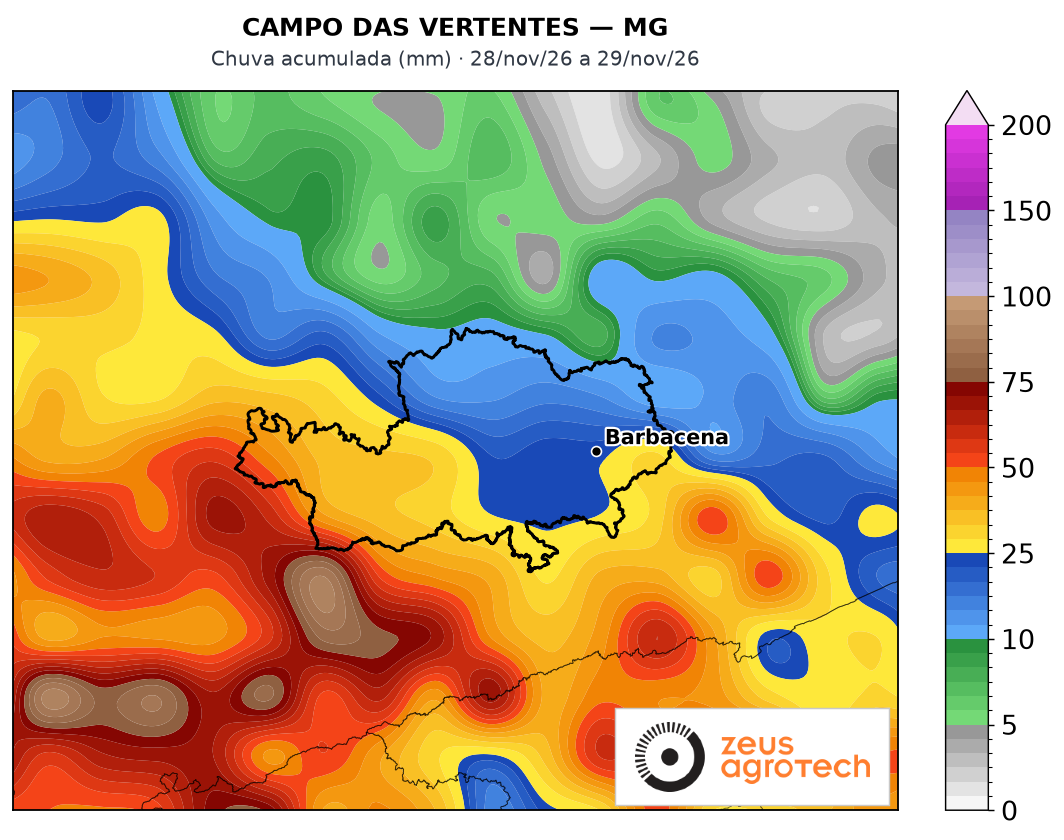 CAMPO DAS VERTENTES — MG
Chuva acumulada (mm) · 28/nov/26 a 29/nov/26
200
150
100
75
50
25
10
5
0
Barbacena
zeus
agrotech